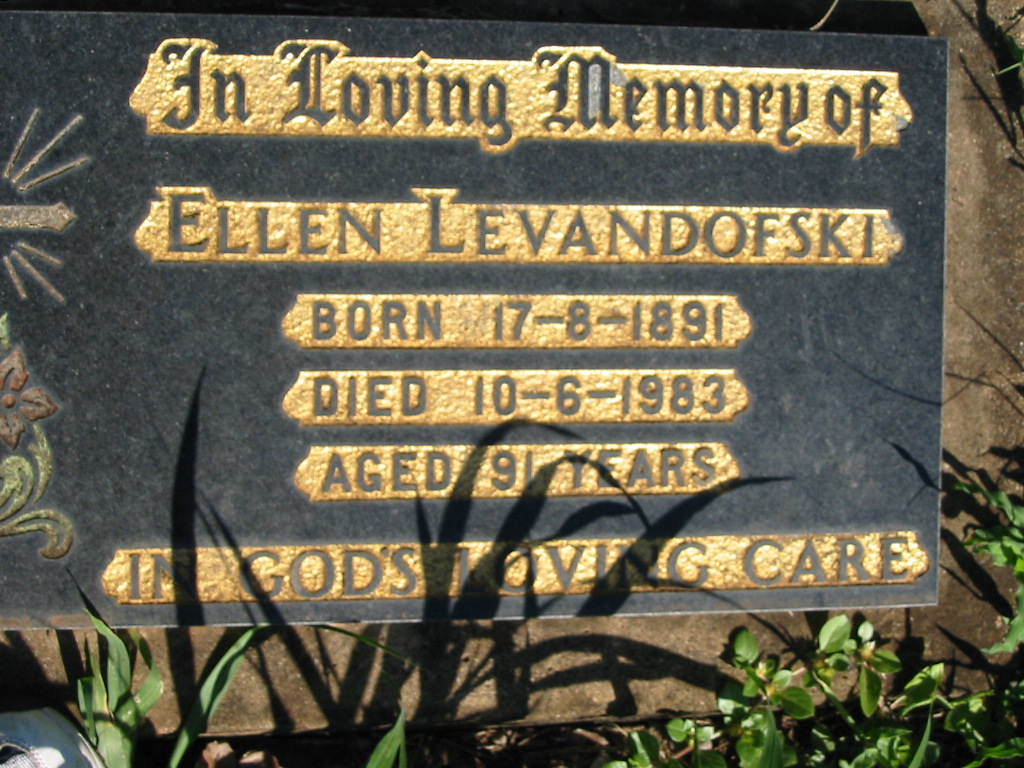 In Loving Memory of
ELLEN LEVANDOFSKI
BORN 17-8-1891
DIED 10-6-1983
AGED 91 YEARS
IN GOD'S LOVING CARE